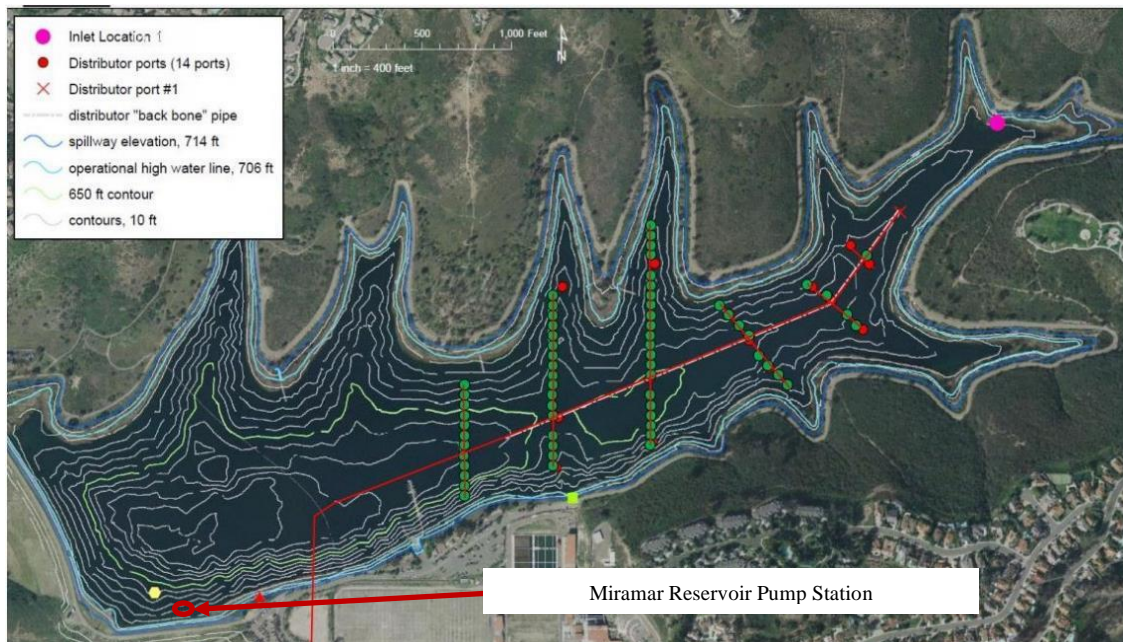 Inlet Location 1
Distributor ports (14 ports)
Distributor port #1
distributor "back bone" pipe
spillway elevation, 714 ft
operational high water line, 706 ft
650 ft contour
contours, 10 ft
0 500 1,000 Feet
1 inch = 400 feet
N
Miramar Reservoir Pump Station